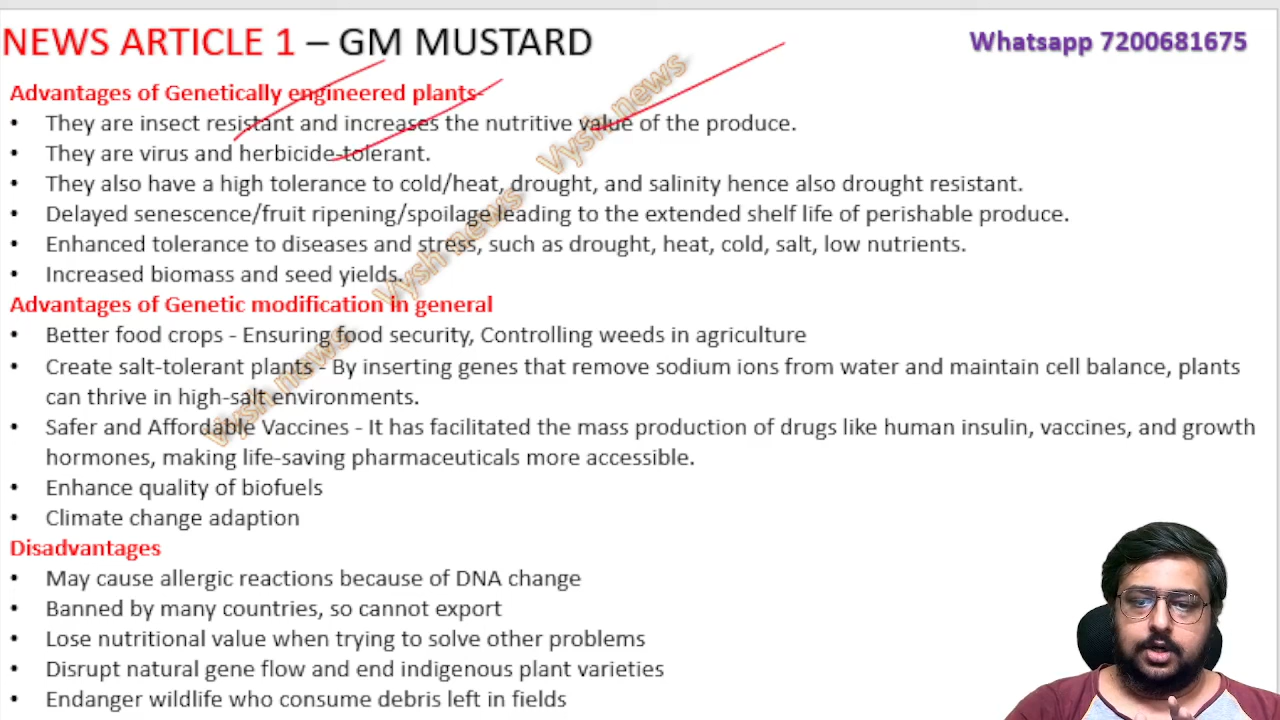 NEWS ARTICLE 1 – GM MUSTARD
Whatsapp 7200681675
Advantages of Genetically engineered plants-
• They are insect resistant and increases the nutritive value of the produce.
• They are virus and herbicide-tolerant.
• They also have a high tolerance to cold/heat, drought, and salinity hence also drought resistant.
• Delayed senescence/fruit ripening/spoilage leading to the extended shelf life of perishable produce.
• Enhanced tolerance to diseases and stress, such as drought, heat, cold, salt, low nutrients.
• Increased biomass and seed yields.
Advantages of Genetic modification in general
• Better food crops - Ensuring food security, Controlling weeds in agriculture
• Create salt-tolerant plants - By inserting genes that remove sodium ions from water and maintain cell balance, plants
can thrive in high-salt environments.
• Safer and Affordable Vaccines - It has facilitated the mass production of drugs like human insulin, vaccines, and growth
hormones, making life-saving pharmaceuticals more accessible.
• Enhance quality of biofuels
• Climate change adaption
Disadvantages
• May cause allergic reactions because of DNA change
• Banned by many countries, so cannot export
• Lose nutritional value when trying to solve other problems
• Disrupt natural gene flow and end indigenous plant varieties
• Endanger wildlife who consume debris left in fields
Vysh news Vysh news Vysh news